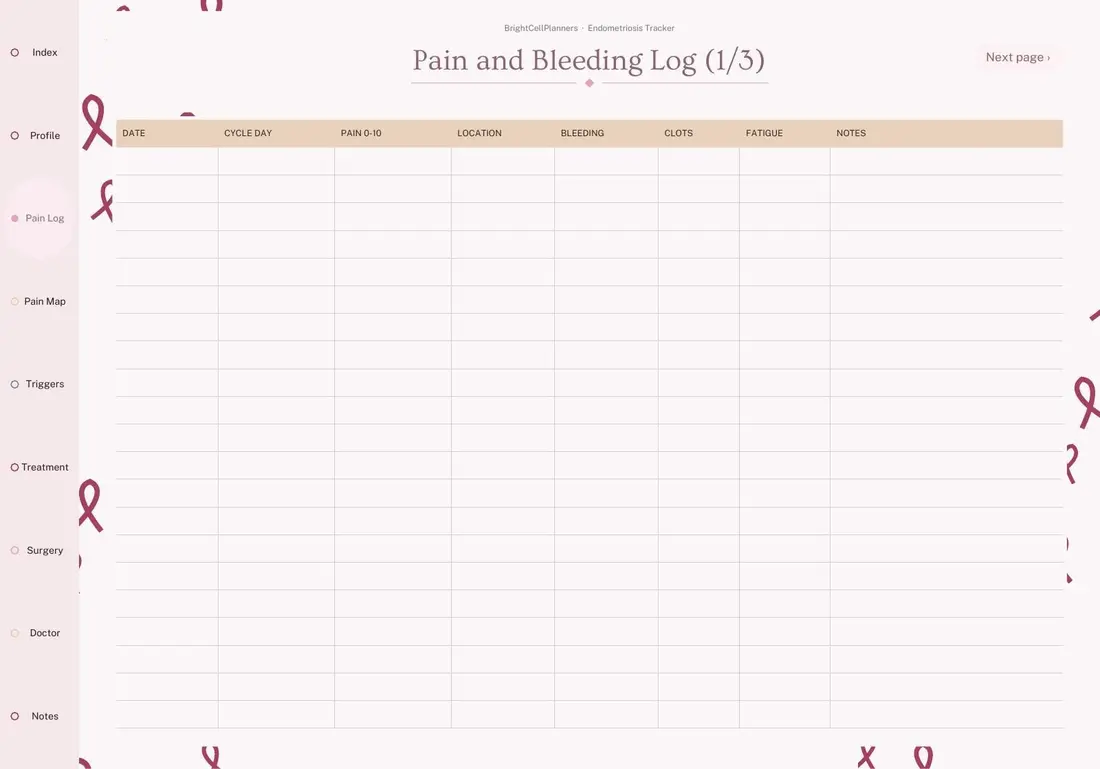 BrightCellPlanners · Endometriosis Tracker
Pain and Bleeding Log (1/3)
Next page ›
Index
Profile
Pain Log
Pain Map
Triggers
Treatment
Surgery
Doctor
Notes
DATE CYCLE DAY PAIN 0-10 LOCATION BLEEDING CLOTS FATIGUE NOTES